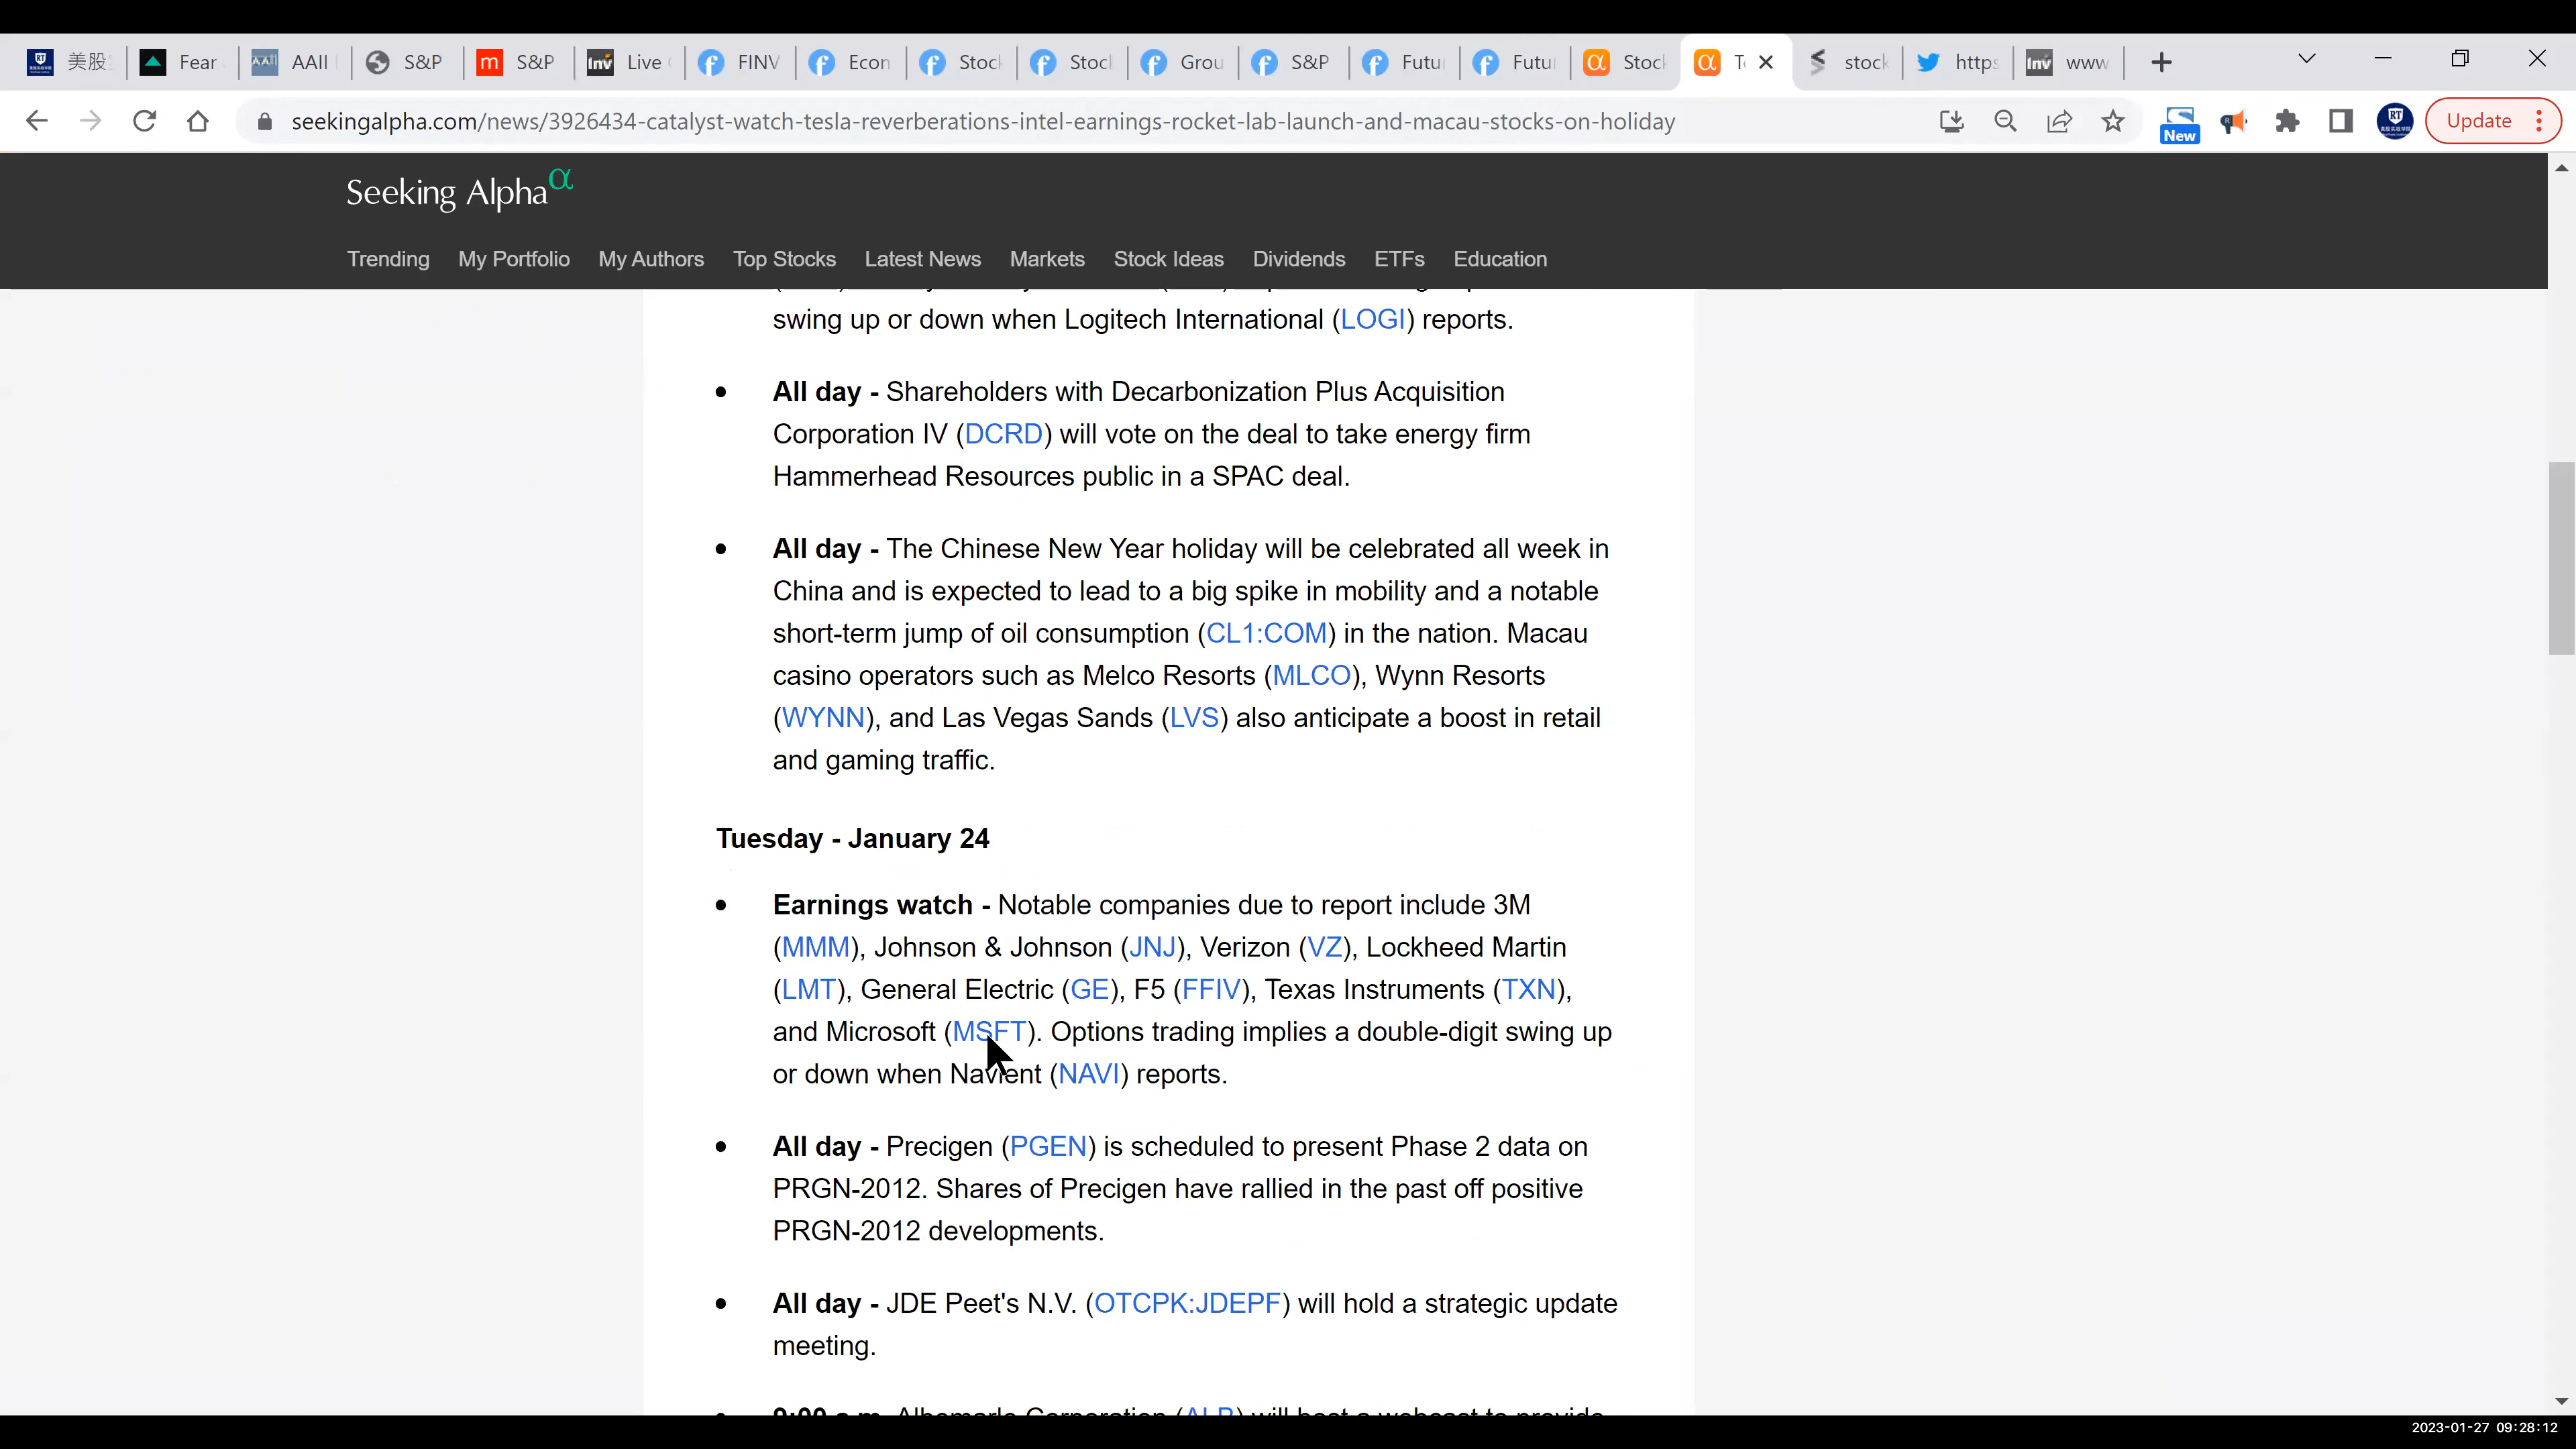 美股 Fear AAII S&P S&P Live FINV Econ Stock Stoc Grou S&P Futu Futu Stock T stock https www
seekingalpha.com/news/3926434-catalyst-watch-tesla-reverberations-intel-earnings-rocket-lab-launch-and-macau-stocks-on-holiday New Update
Seeking Alpha α
Trending My Portfolio My Authors Top Stocks Latest News Markets Stock Ideas Dividends ETFs Education
swing up or down when Logitech International (LOGI) reports.
• All day - Shareholders with Decarbonization Plus Acquisition
Corporation IV (DCRD) will vote on the deal to take energy firm
Hammerhead Resources public in a SPAC deal.
• All day - The Chinese New Year holiday will be celebrated all week in
China and is expected to lead to a big spike in mobility and a notable
short-term jump of oil consumption (CL1:COM) in the nation. Macau
casino operators such as Melco Resorts (MLCO), Wynn Resorts
(WYNN), and Las Vegas Sands (LVS) also anticipate a boost in retail
and gaming traffic.
Tuesday - January 24
• Earnings watch - Notable companies due to report include 3M
(MMM), Johnson & Johnson (JNJ), Verizon (VZ), Lockheed Martin
(LMT), General Electric (GE), F5 (FFIV), Texas Instruments (TXN),
and Microsoft (MSFT). Options trading implies a double-digit swing up
or down when Navient (NAVI) reports.
• All day - Precigen (PGEN) is scheduled to present Phase 2 data on
PRGN-2012. Shares of Precigen have rallied in the past off positive
PRGN-2012 developments.
• All day - JDE Peet's N.V. (OTCPK:JDEPF) will hold a strategic update
meeting.
9:00 a.m. Albemarle Corporation (ALB) will host a webcast to provide
2023-01-27 09:28:12